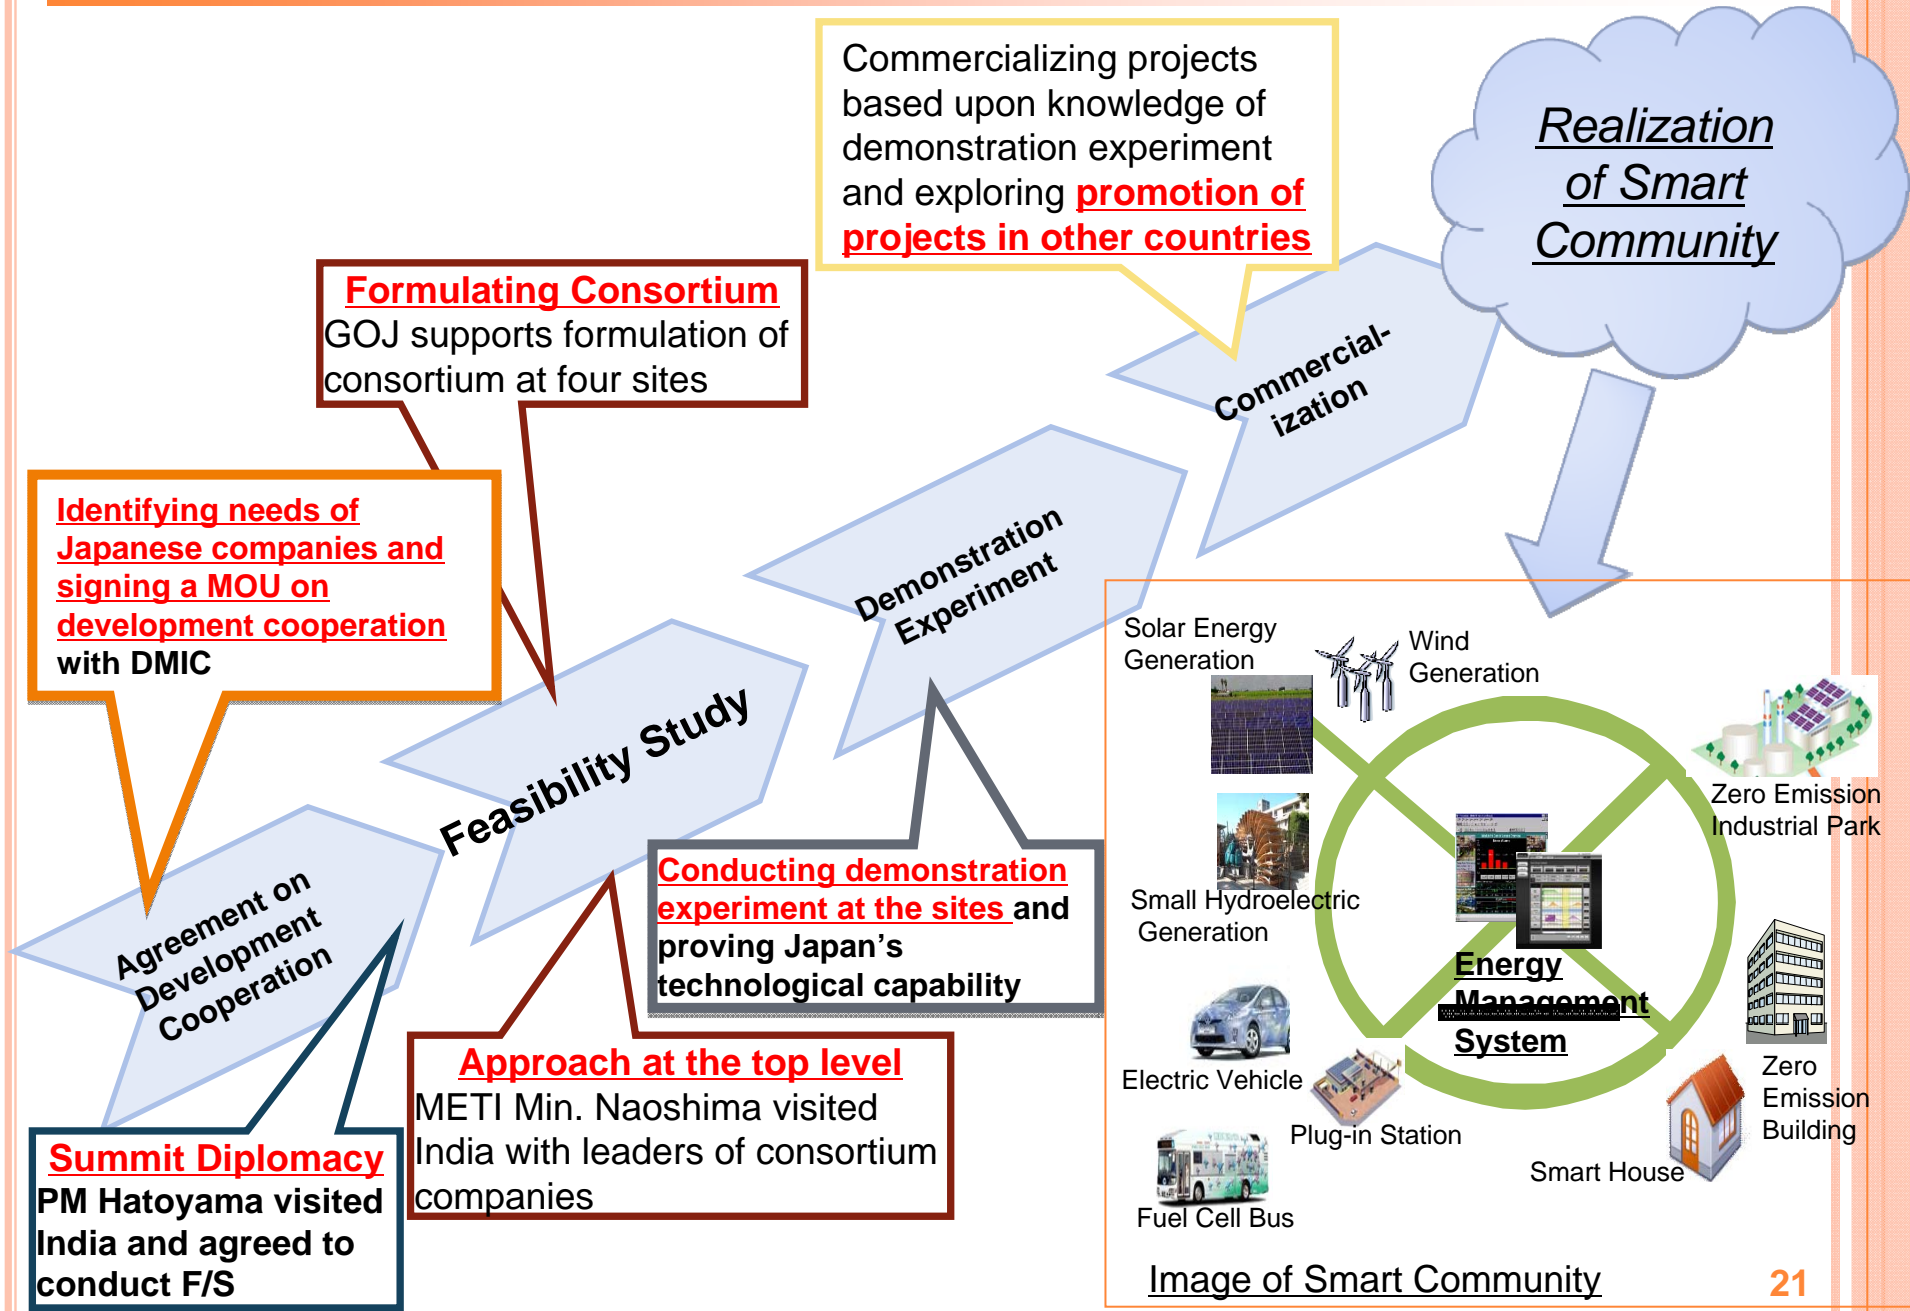 Commercializing projects
based upon knowledge of
demonstration experiment
and exploring promotion of
projects in other countries
Realization
of Smart
Community
Formulating Consortium
GOJ supports formulation of
consortium at four sites
Commercial-
ization
Identifying needs of
Japanese companies and
signing a MOU on
development cooperation
with DMIC
Demonstration
Experiment
Feasibility Study
Agreement on
Development
Cooperation
Conducting demonstration
experiment at the sites and
proving Japan’s
technological capability
Approach at the top level
METI Min. Naoshima visited
India with leaders of consortium
companies
Summit Diplomacy
PM Hatoyama visited
India and agreed to
conduct F/S
Solar Energy
Generation
Wind
Generation
Zero Emission
Industrial Park
Small Hydroelectric
Generation
Energy
Management
System
Electric Vehicle
Plug-in Station
Zero
Emission
Building
Smart House
Fuel Cell Bus
Image of Smart Community
21